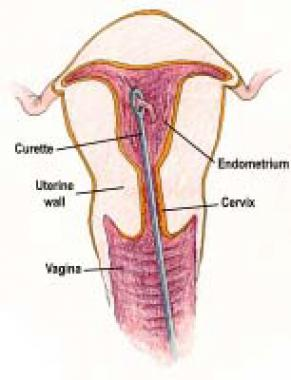 Curette
Endometrium
Uterine
wall
Cervix
Vagina